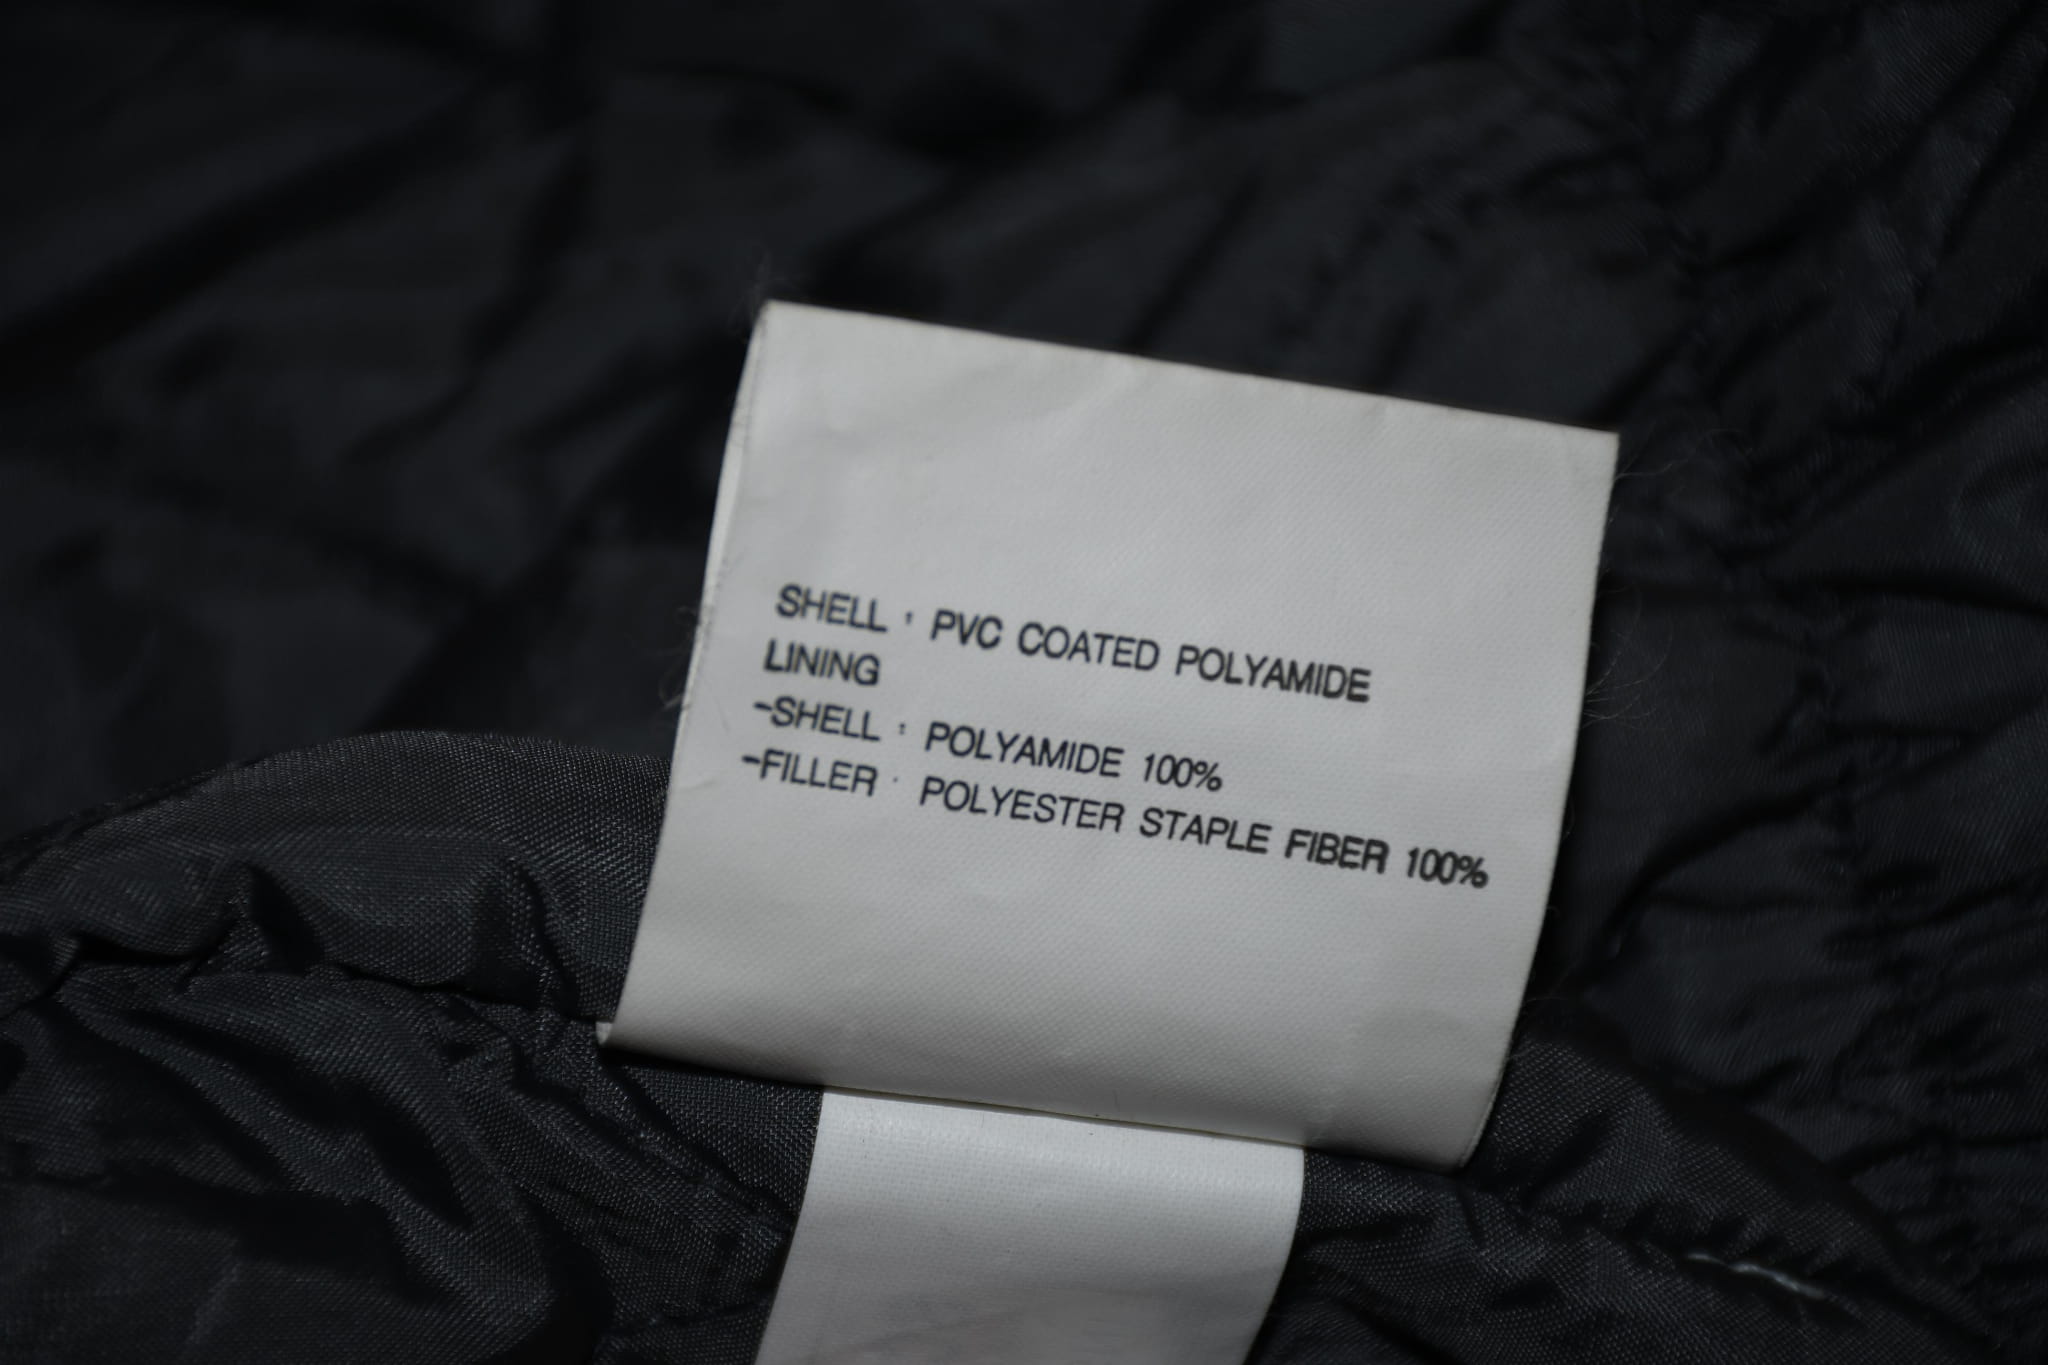 SHELL : PVC COATED POLYAMIDE
LINING
-SHELL : POLYAMIDE 100%
-FILLER : POLYESTER STAPLE FIBER 100%